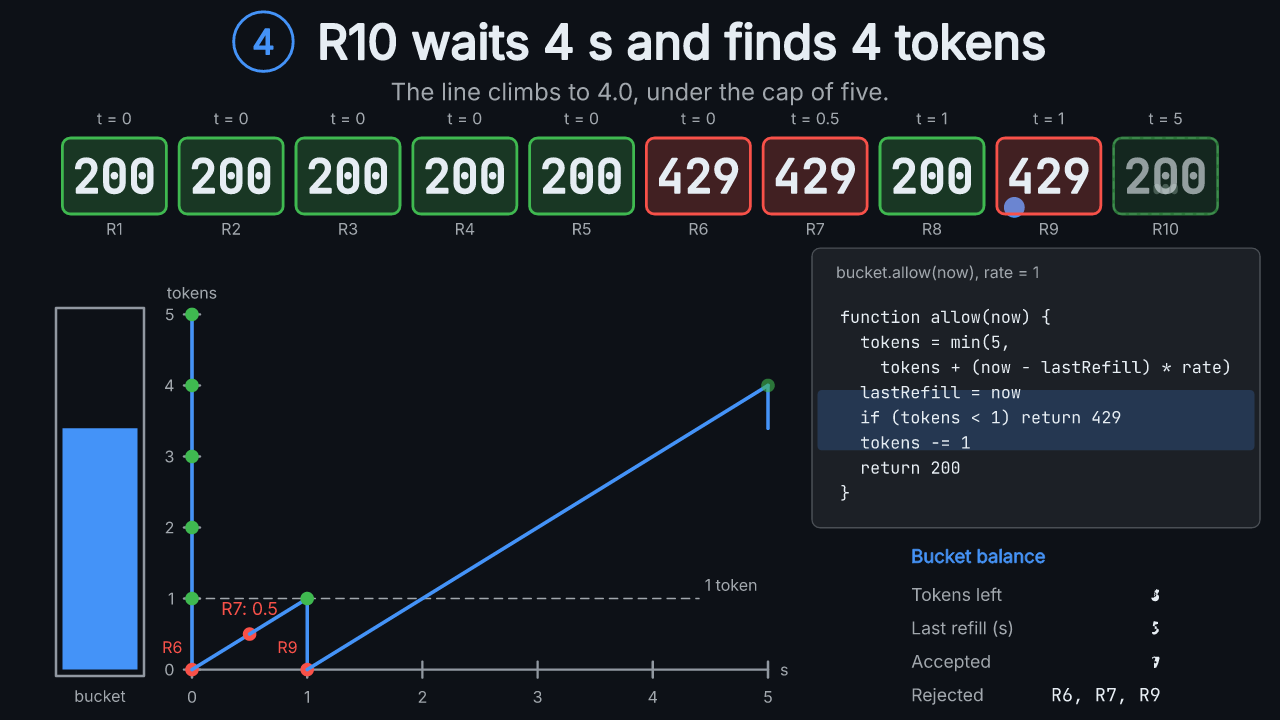 4
R10 waits 4 s and finds 4 tokens
The line climbs to 4.0, under the cap of five.
t = 0 t = 0 t = 0 t = 0 t = 0 t = 0 t = 0.5 t = 1 t = 1 t = 5
200 200 200 200 200 429 429 200 429 200
R1 R2 R3 R4 R5 R6 R7 R8 R9 R10
bucket.allow(now), rate = 1
function allow(now) {
tokens = min(5,
tokens + (now - lastRefill) * rate)
lastRefill = now
if (tokens < 1) return 429
tokens -= 1
return 200
}
tokens
5
4
3
2
1
0
1 token
R7: 0.5
R6
R9
s
0 1 2 3 4 5
bucket
Bucket balance
Tokens left
Last refill (s)
Accepted
Rejected R6, R7, R9